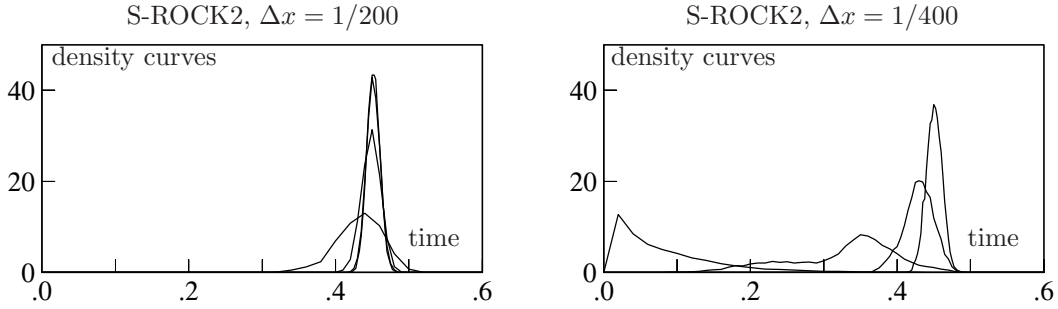 S-ROCK2, Δx = 1/200
density curves
40
20
0
time
.0 .2 .4 .6
S-ROCK2, Δx = 1/400
density curves
40
20
0
time
.0 .2 .4 .6